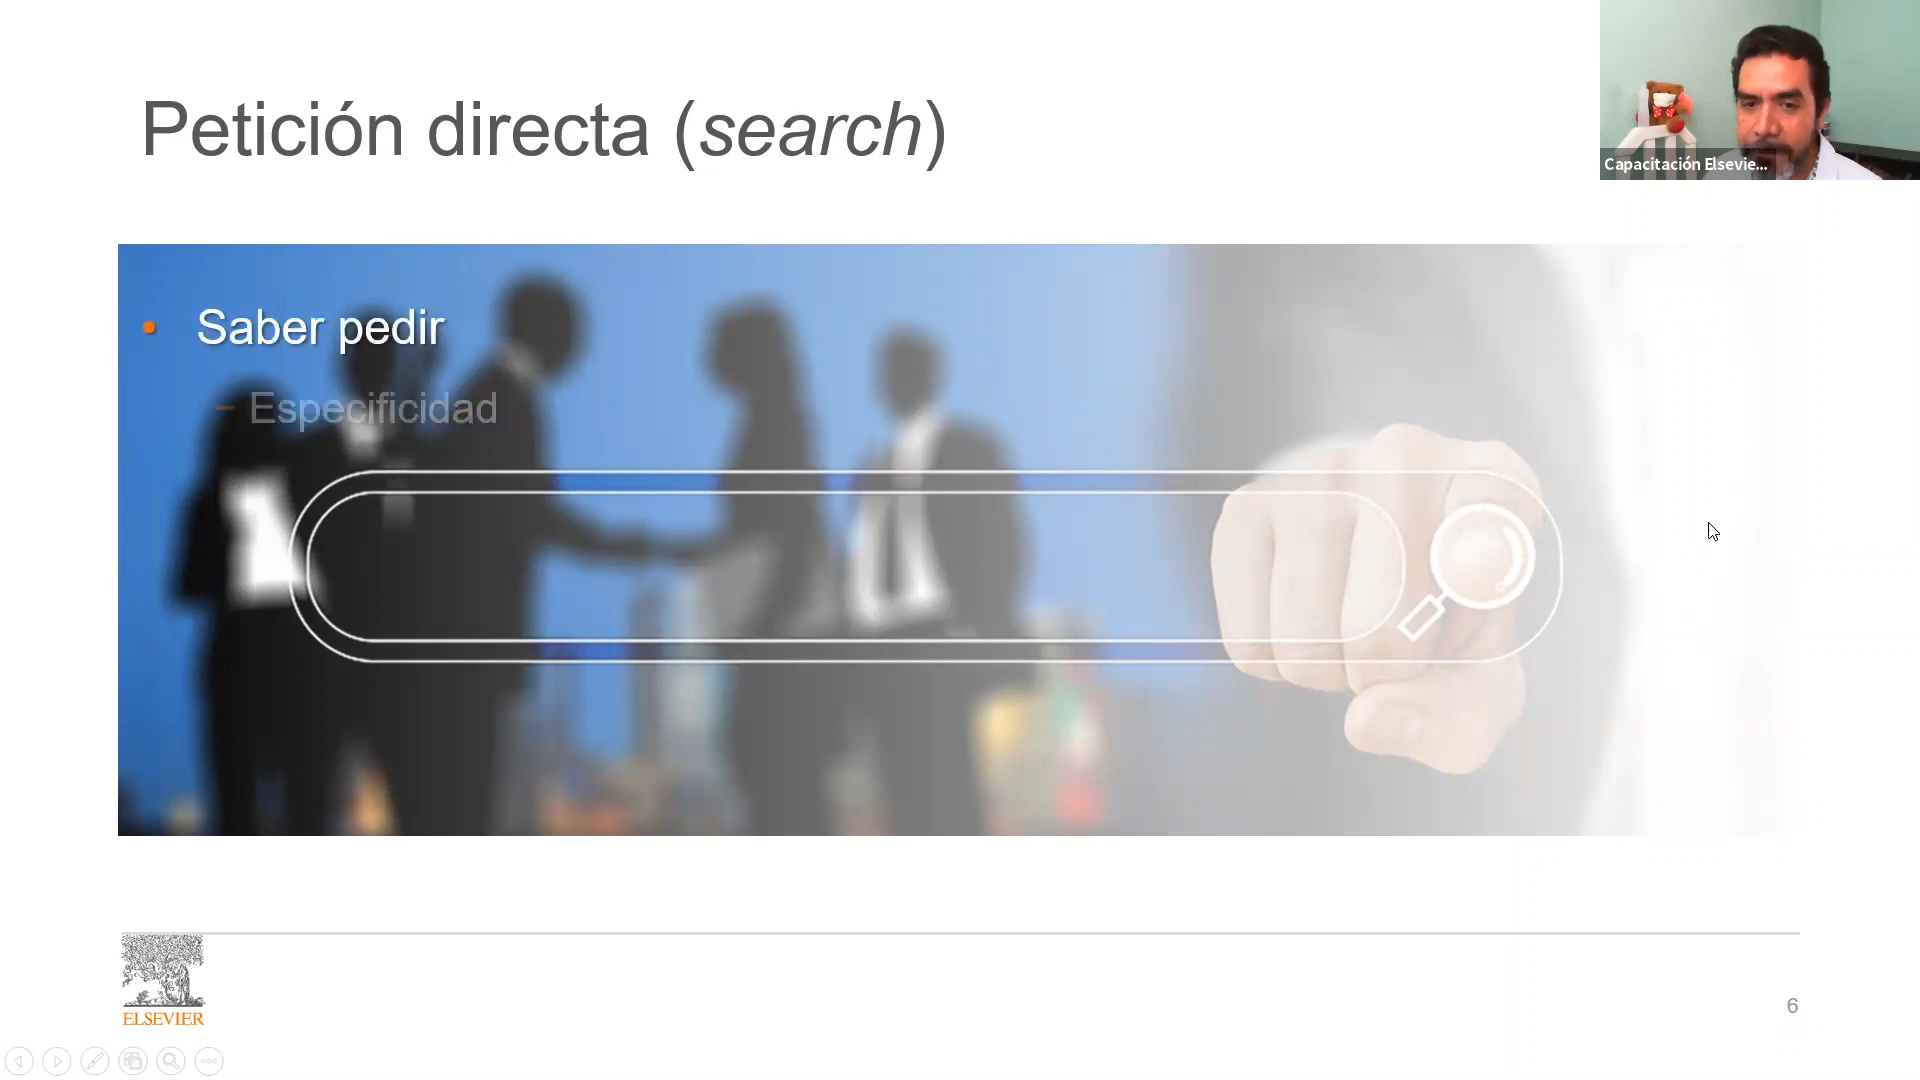 Petición directa (search)
Capacitación Elsevie...
• Saber pedir
– Especificidad
ELSEVIER
6